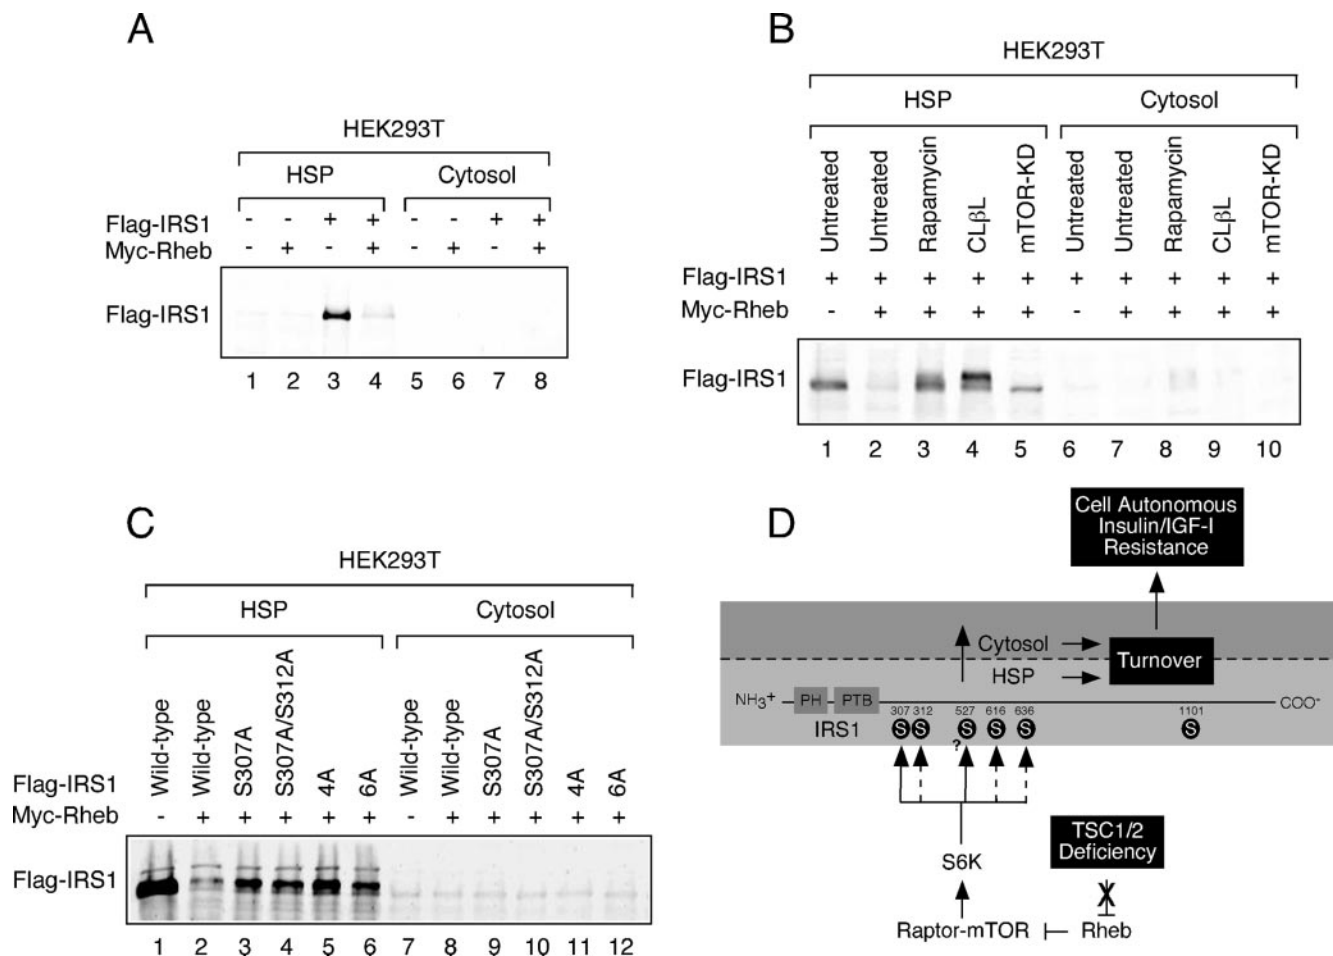 A
HEK293T
HSP Cytosol
Flag-IRS1 - - + + - - + +
Myc-Rheb - + - + - + - +
Flag-IRS1
1 2 3 4 5 6 7 8
B
HEK293T
HSP Cytosol
Untreated Untreated Rapamycin CLβL mTOR-KD Untreated Untreated Rapamycin CLβL mTOR-KD
Flag-IRS1 + + + + + + + + + +
Myc-Rheb - + + + + - + + + +
Flag-IRS1
1 2 3 4 5 6 7 8 9 10
C
HEK293T
HSP Cytosol
Flag-IRS1 Wild-type Wild-type S307A S307A/S312A 4A 6A Wild-type Wild-type S307A S307A/S312A 4A 6A
Myc-Rheb - + + + + + - + + + + +
Flag-IRS1
1 2 3 4 5 6 7 8 9 10 11 12
D
Cell Autonomous
Insulin/IGF-I
Resistance
Cytosol
Turnover
HSP
NH₃⁺ PH PTB COO⁻
307 312 527 616 636 1101
IRS1 S S S S S S
?
TSC1/2
Deficiency
S6K
X
Raptor-mTOR Rheb